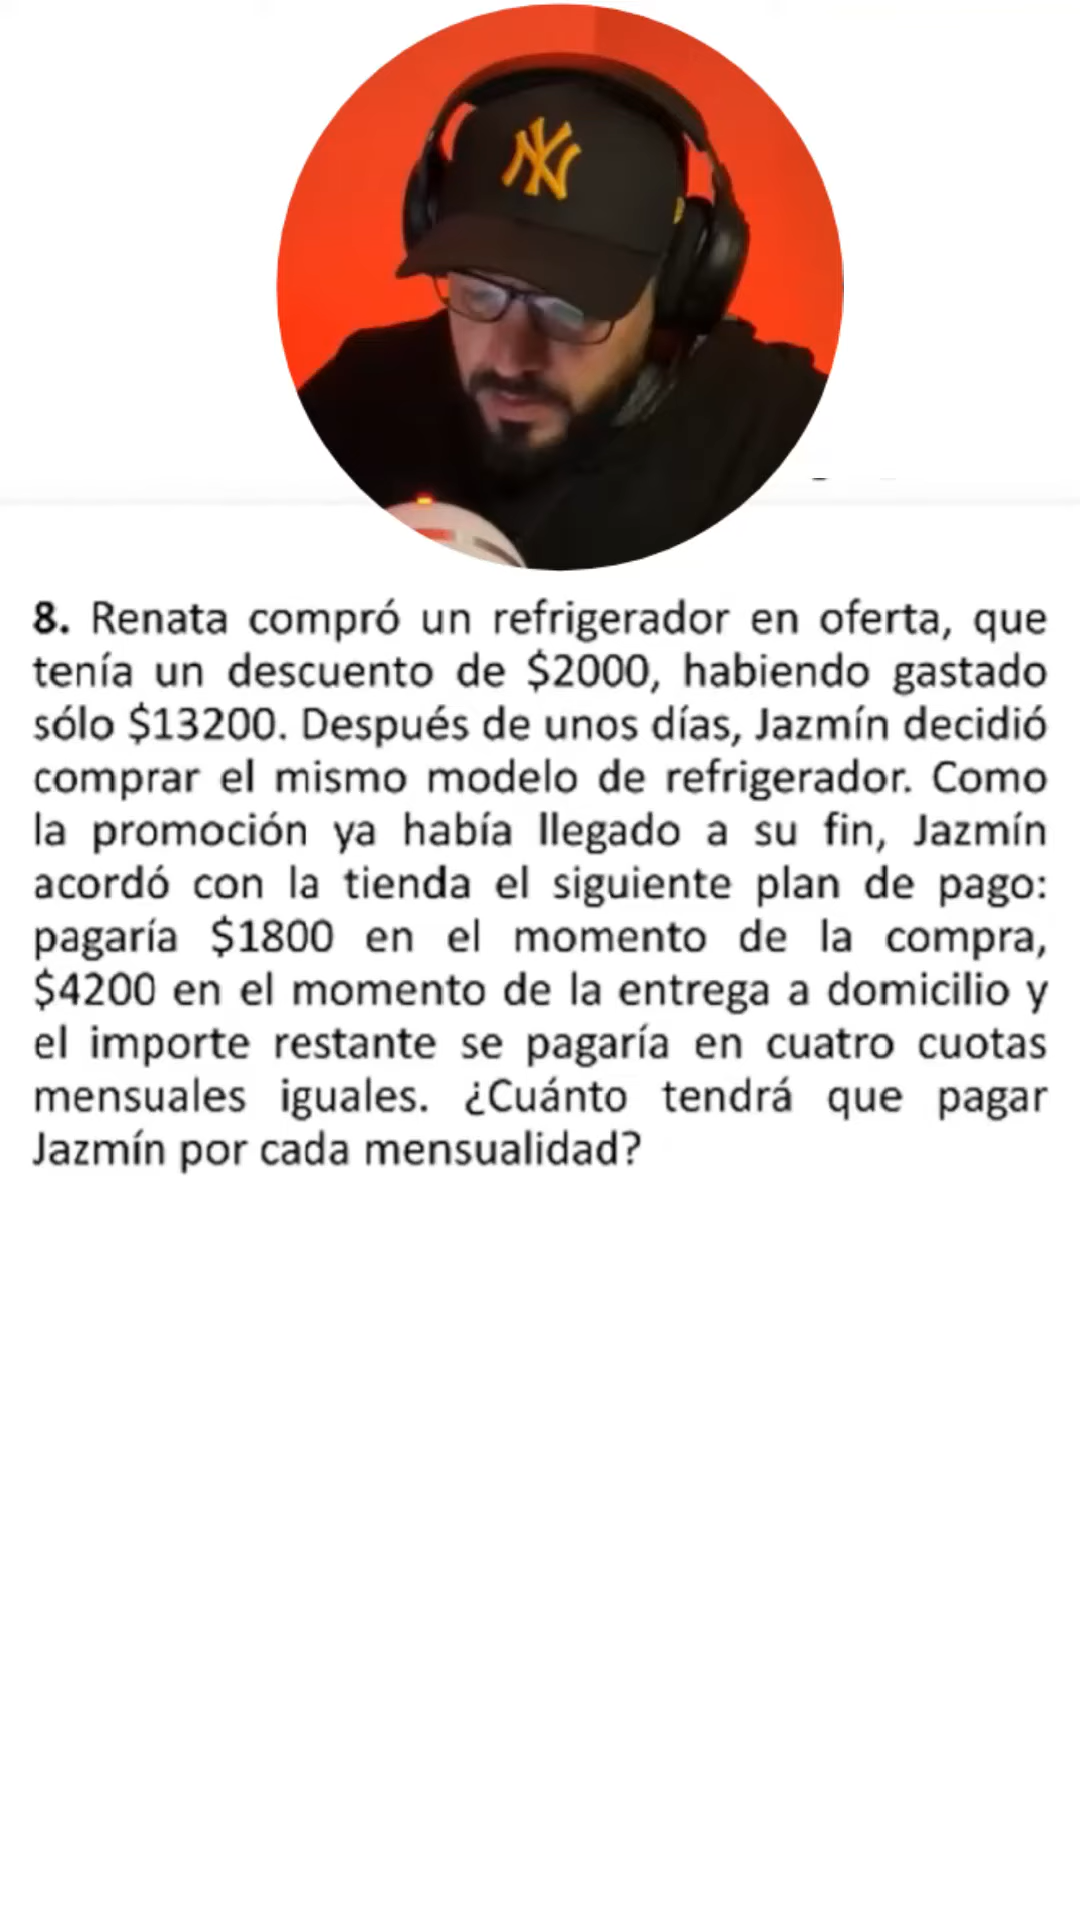 NY
8. Renata compró un refrigerador en oferta, que
tenía un descuento de $2000, habiendo gastado
sólo $13200. Después de unos días, Jazmín decidió
comprar el mismo modelo de refrigerador. Como
la promoción ya había llegado a su fin, Jazmín
acordó con la tienda el siguiente plan de pago:
pagaría $1800 en el momento de la compra,
$4200 en el momento de la entrega a domicilio y
el importe restante se pagaría en cuatro cuotas
mensuales iguales. ¿Cuánto tendrá que pagar
Jazmín por cada mensualidad?